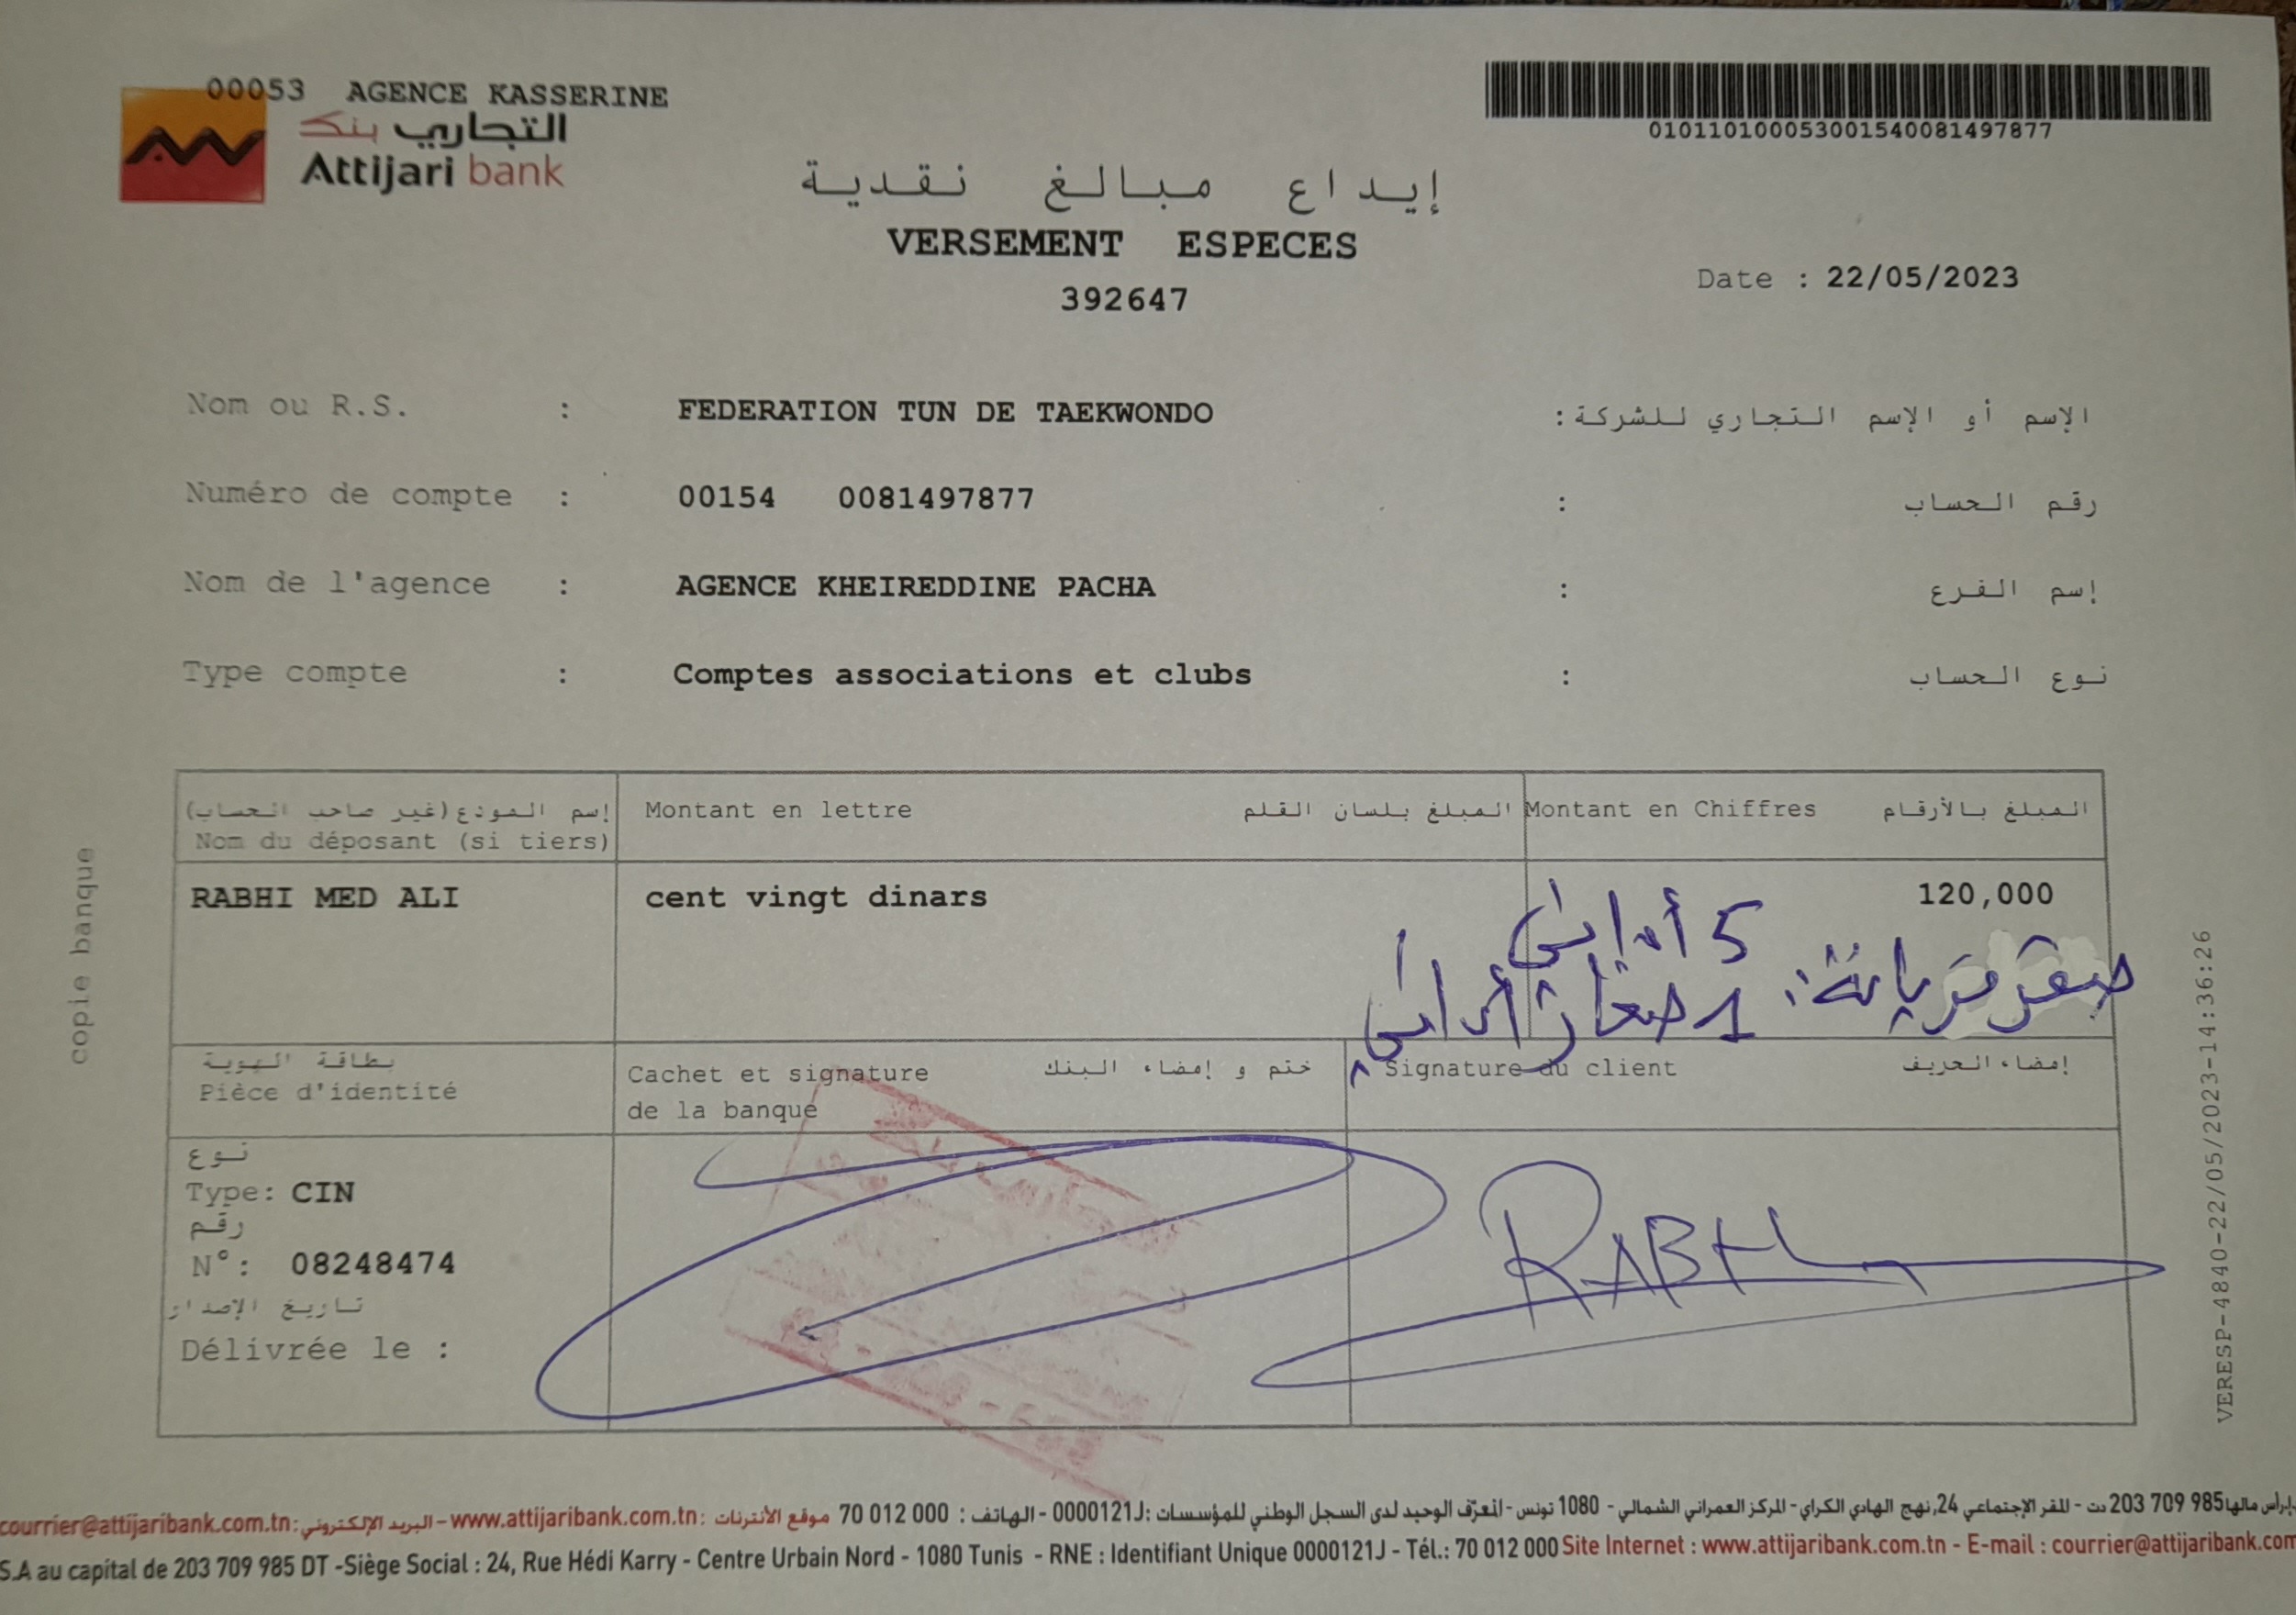 00053 AGENCE KASSERINE
التجاري بنك
Attijari bank
010110100053001540081497877
إيداع مبالغ نقدية
VERSEMENT ESPECES
392647
Date : 22/05/2023
Nom ou R.S. : FEDERATION TUN DE TAEKWONDO الإسم أو الإسم التجاري للشركة:
Numéro de compte : 00154 0081497877 : رقم الحساب
Nom de l'agence : AGENCE KHEIREDDINE PACHA : إسم الفرع
Type compte : Comptes associations et clubs : نوع الحساب
إسم المودع (غير صاحب الحساب)
Nom du déposant (si tiers)
Montant en lettre المبلغ بلسان القلم
Montant en Chiffres المبلغ بالأرقام
RABHI MED ALI
cent vingt dinars
120,000
5
1
بطاقة الهوية
Pièce d'identité
Cachet et signature ختم و إمضاء البنك
de la banque
Signature du client إمضاء الحريف
نوع
Type: CIN
رقم
N°: 08248474
تاريخ الإصدار
Délivrée le :
RABHI
copie banque
VERESP-4840-22/05/2023-14:36:26
رأس مالها 985 709 203 دت - المقر الإجتماعي 24, نهج الهادي الكراي - المركز العمراني الشمالي - 1080 تونس - المعرّف الوحيد لدى السجل الوطني للمؤسسات :0000121J - الهاتف : 000 012 70 موقع الأنترنات : www.attijaribank.com.tn - البريد الإلكتروني : courrier@attijaribank.com.tn
S.A au capital de 203 709 985 DT -Siège Social : 24, Rue Hédi Karry - Centre Urbain Nord - 1080 Tunis - RNE : Identifiant Unique 0000121J - Tél.: 70 012 000 Site Internet : www.attijaribank.com.tn - E-mail : courrier@attijaribank.com